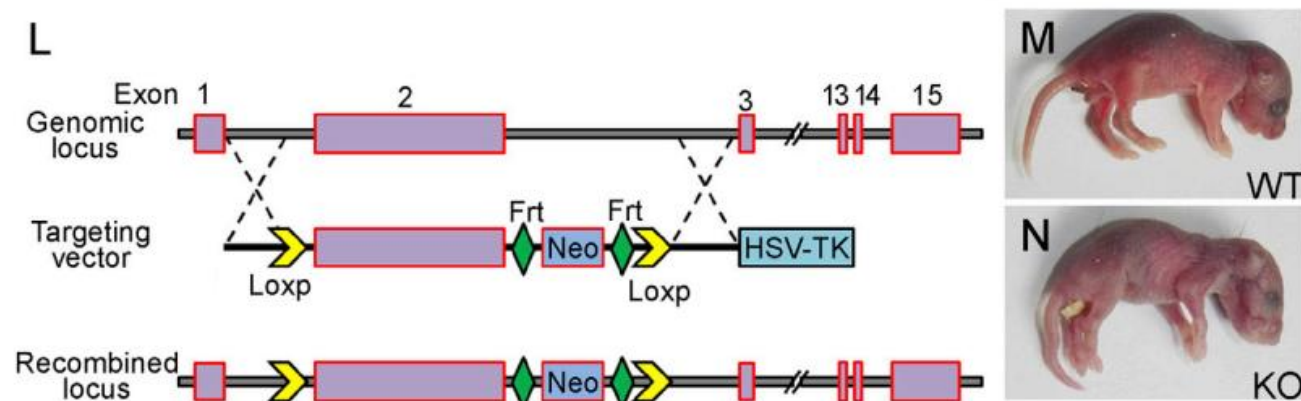 L
Exon 1 2 3 13 14 15
Genomic
locus
Frt Frt
Targeting
vector
Neo HSV-TK
Loxp Loxp
Recombined
locus
Neo
M
WT
N
KO